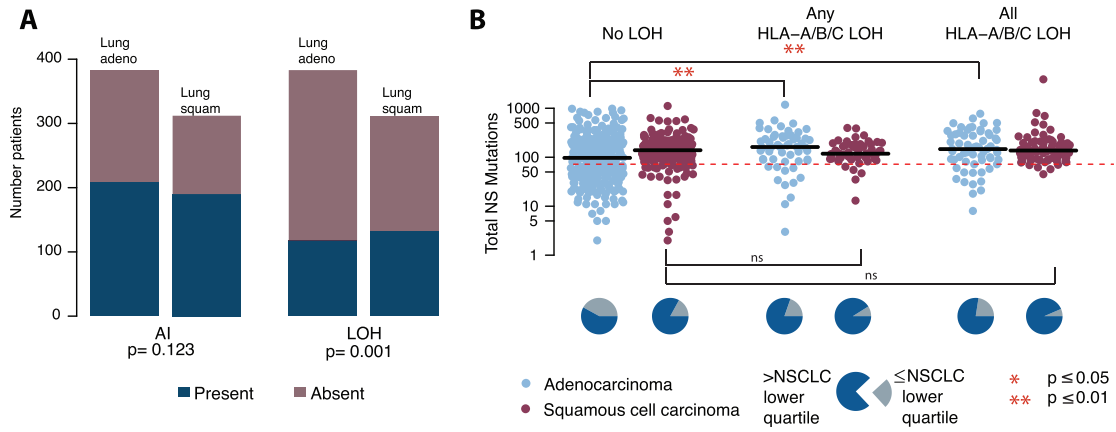 A
Number patients
400
300
200
100
0
Lung
adeno
Lung
squam
Lung
adeno
Lung
squam
AI
p= 0.123
LOH
p= 0.001
Present
Absent
B
No LOH
Any
HLA−A/B/C LOH
All
HLA−A/B/C LOH
**
**
Total NS Mutations
1000
500
100
50
10
5
1
ns
ns
Adenocarcinoma
Squamous cell carcinoma
>NSCLC
lower
quartile
≤NSCLC
lower
quartile
* p ≤ 0.05
** p ≤ 0.01